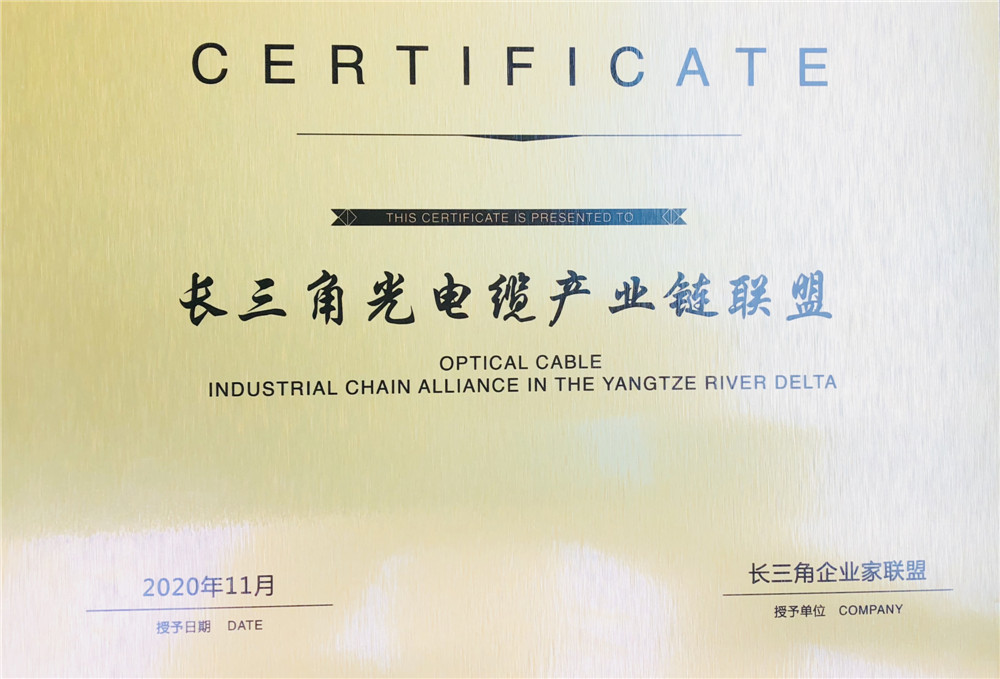 CERTIFICATE
THIS CERTIFICATE IS PRESENTED TO
长三角光电缆产业链联盟
OPTICAL CABLE
INDUSTRIAL CHAIN ALLIANCE IN THE YANGTZE RIVER DELTA
2020年11月
授予日期 DATE
长三角企业家联盟
授予单位 COMPANY